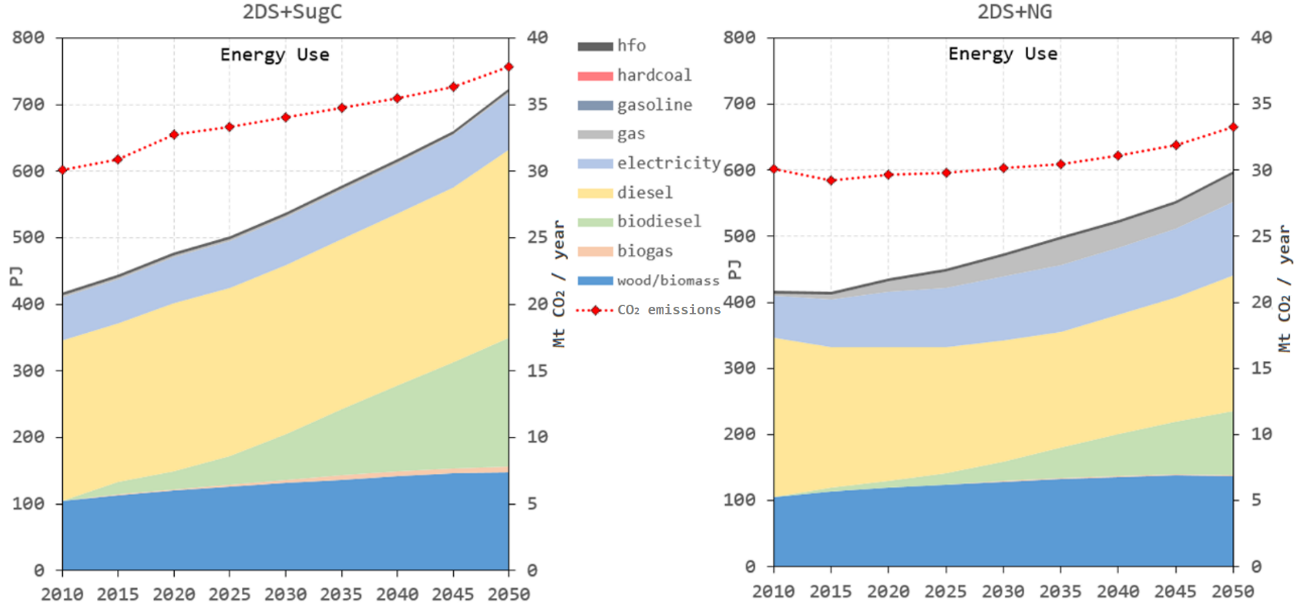 2DS+SugC
Energy Use
800
700
600
500
400
300
200
100
0
PJ
40
35
30
25
20
15
10
5
0
Mt CO₂ / year
2010 2015 2020 2025 2030 2035 2040 2045 2050
hfo
hardcoal
gasoline
gas
electricity
diesel
biodiesel
biogas
wood/biomass
CO₂ emissions
2DS+NG
Energy Use
800
700
600
500
400
300
200
100
0
PJ
40
35
30
25
20
15
10
5
0
Mt CO₂ / year
2010 2015 2020 2025 2030 2035 2040 2045 2050